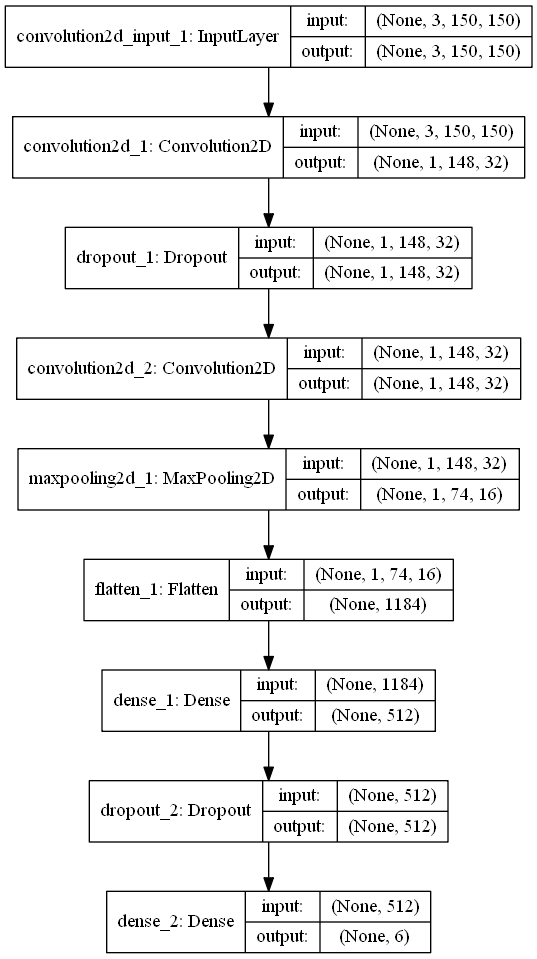 convolution2d_input_1: InputLayer input: (None, 3, 150, 150)
output: (None, 3, 150, 150)
convolution2d_1: Convolution2D input: (None, 3, 150, 150)
output: (None, 1, 148, 32)
dropout_1: Dropout input: (None, 1, 148, 32)
output: (None, 1, 148, 32)
convolution2d_2: Convolution2D input: (None, 1, 148, 32)
output: (None, 1, 148, 32)
maxpooling2d_1: MaxPooling2D input: (None, 1, 148, 32)
output: (None, 1, 74, 16)
flatten_1: Flatten input: (None, 1, 74, 16)
output: (None, 1184)
dense_1: Dense input: (None, 1184)
output: (None, 512)
dropout_2: Dropout input: (None, 512)
output: (None, 512)
dense_2: Dense input: (None, 512)
output: (None, 6)